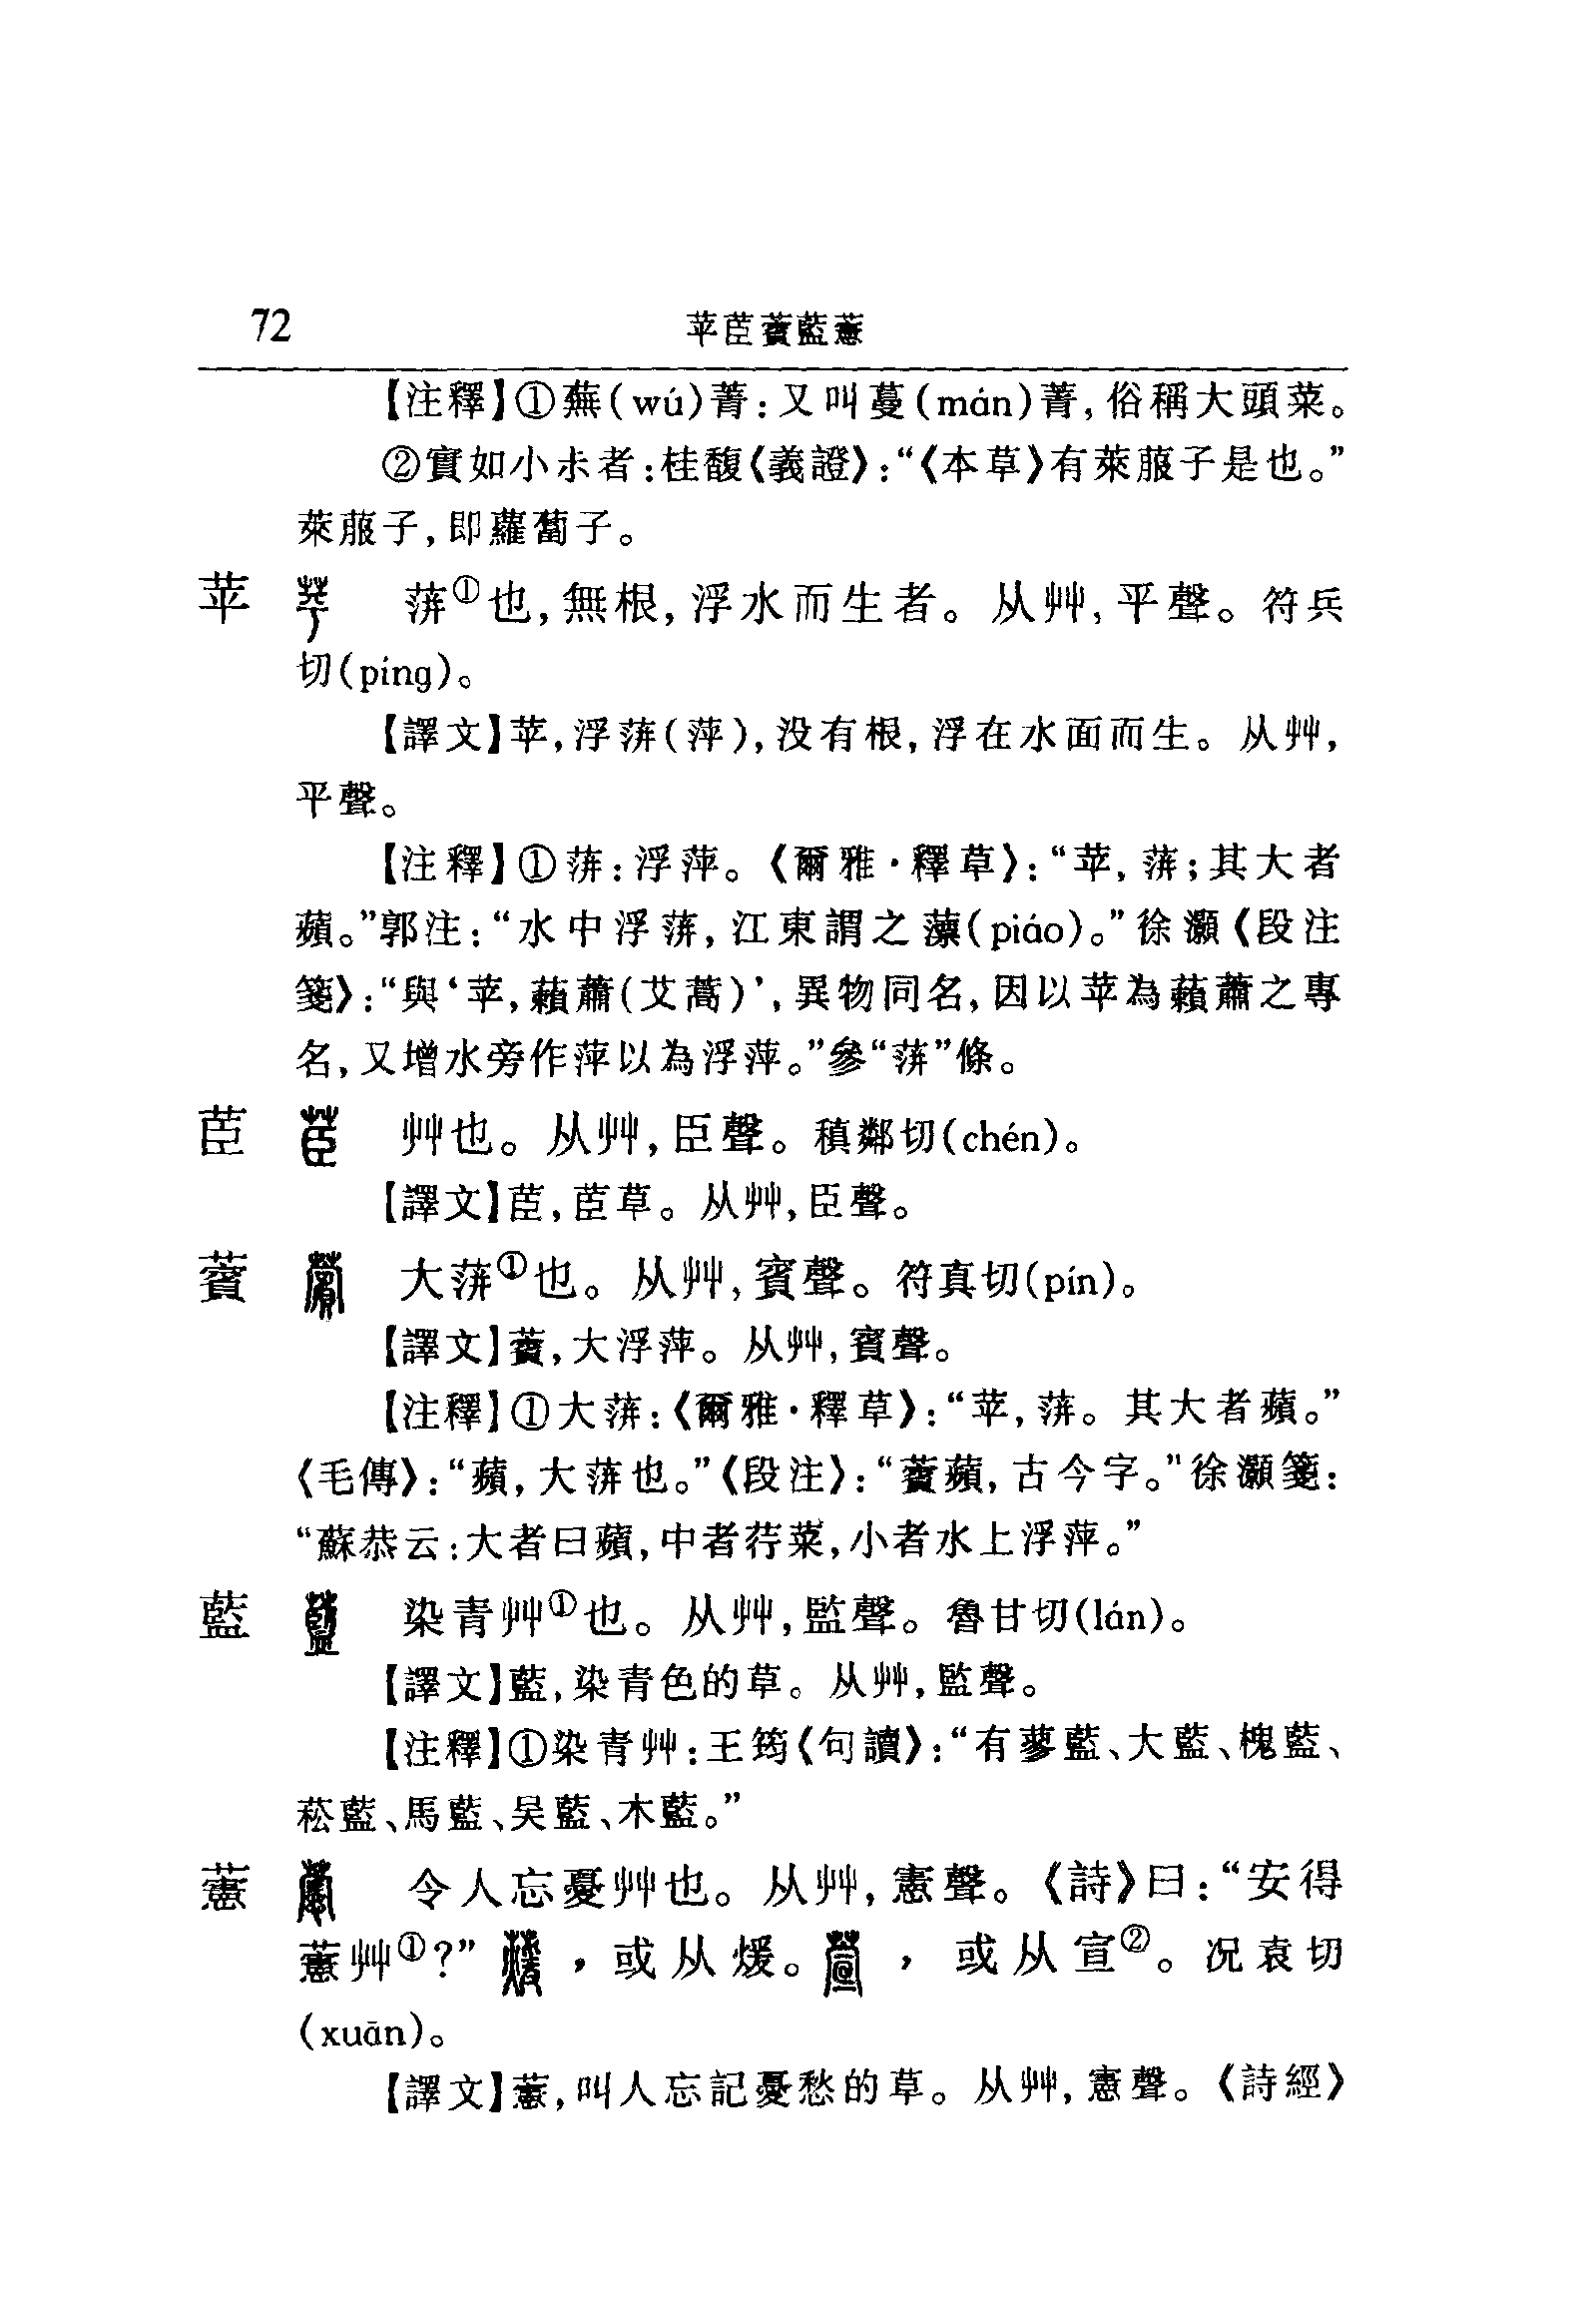 72
苹茞薲藍藼
【注釋】①蕪(wú)菁:又叫蔓(mán)菁,俗稱大頭菜。
②實如小尗者:桂馥《義證》:“《本草》有萊菔子是也。”
萊菔子,即蘿蔔子。
苹 蓱①也,無根,浮水而生者。从艸,平聲。符兵
切(píng)。
【譯文】苹,浮蓱(萍),没有根,浮在水面而生。从艸,
平聲。
【注釋】①蓱:浮萍。《爾雅·釋草》:“苹,蓱;其大者
蘋。”郭注:“水中浮蓱,江東謂之薸(piáo)。”徐灝《段注
箋》:“與‘苹,藾蕭(艾蒿)’,異物同名,因以苹為藾蕭之專
名,又增水旁作萍以為浮萍。”參“蓱”條。
茞 艸也。从艸,臣聲。稹鄰切(chén)。
【譯文】茞,茞草。从艸,臣聲。
薲 大蓱①也。从艸,賓聲。符真切(pín)。
【譯文】薲,大浮萍。从艸,賓聲。
【注釋】①大蓱:《爾雅·釋草》:“苹,蓱。其大者蘋。”
《毛傳》:“蘋,大蓱也。”《段注》:“薲蘋,古今字。”徐灝箋:
“蘇恭云:大者曰蘋,中者荇菜,小者水上浮萍。”
藍 染青艸①也。从艸,監聲。魯甘切(lán)。
【譯文】藍,染青色的草。从艸,監聲。
【注釋】①染青艸:王筠《句讀》:“有蓼藍、大藍、槐藍、
菘藍、馬藍、吴藍、木藍。”
藼 令人忘憂艸也。从艸,憲聲。《詩》曰:“安得
藼艸①?” ,或从煖。 ,或从宣②。况袁切
(xuān)。
【譯文】藼,叫人忘記憂愁的草。从艸,憲聲。《詩經》